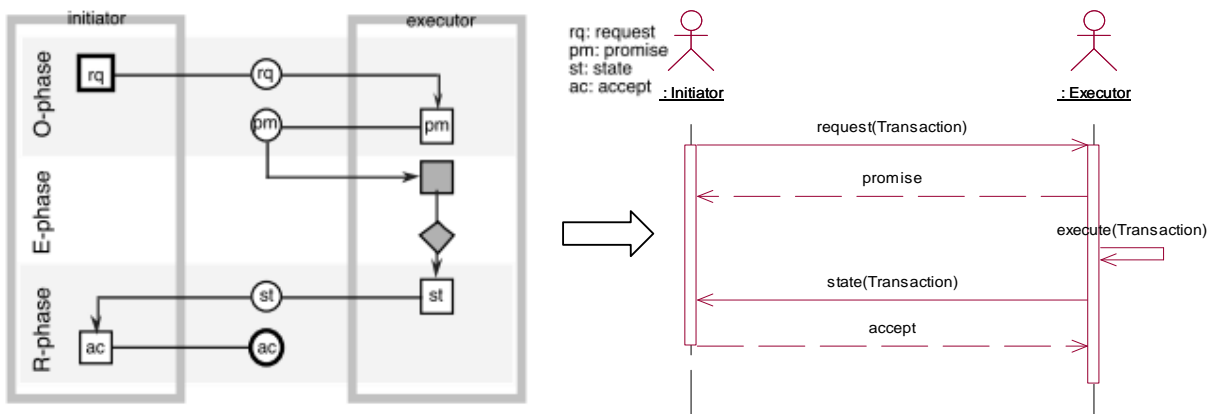 initiator
executor
O-phase
rq
rq
pm
pm
E-phase
R-phase
st
st
ac
ac
rq: request
pm: promise
st: state
ac: accept
: Initiator
: Executor
request(Transaction)
promise
execute(Transaction)
state(Transaction)
accept